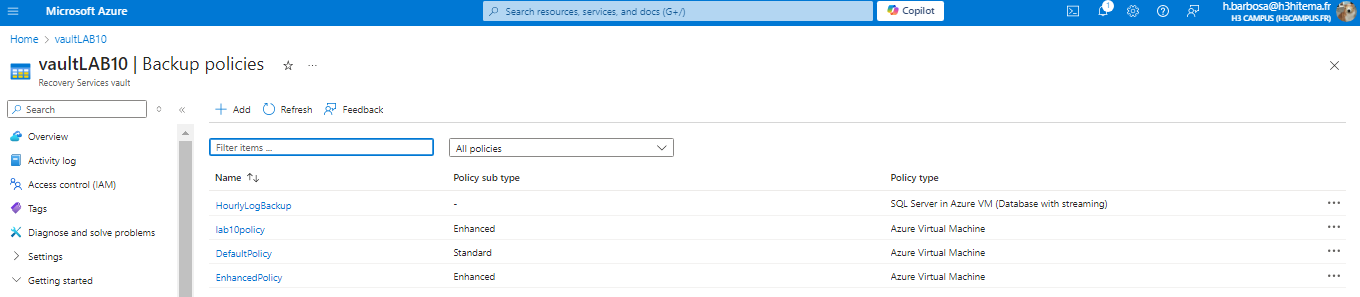 Microsoft Azure
Search resources, services, and docs (G+/)
Copilot
1
h.barbosa@h3hitema.fr
H3 CAMPUS (H3CAMPUS.FR)
Home > vaultLAB10 >
vaultLAB10 | Backup policies ☆ ...
Recovery Services vault
Search
Add Refresh Feedback
Overview
Activity log
Access control (IAM)
Tags
Diagnose and solve problems
Settings
Getting started
Filter items ...
All policies
Name ↑↓ Policy sub type Policy type
HourlyLogBackup - SQL Server in Azure VM (Database with streaming) ...
lab10policy Enhanced Azure Virtual Machine ...
DefaultPolicy Standard Azure Virtual Machine ...
EnhancedPolicy Enhanced Azure Virtual Machine ...